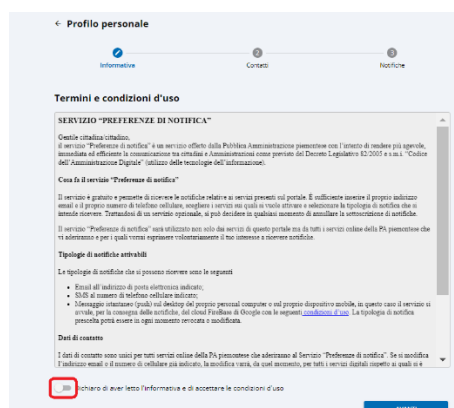 ← Profilo personale
2
3
Informativa
Contatti
Notifiche
Termini e condizioni d'uso
SERVIZIO “PREFERENZE DI NOTIFICA”
Gentile cittadina/cittadino,
il servizio “Preferenze di notifica” è un servizio offerto dalla Pubblica Amministrazione piemontese con l'intento di rendere più agevole,
immediata ed efficiente la comunicazione tra cittadini e Amministrazioni come previsto dal Decreto Legislativo 82/2005 e s.m.i. “Codice
dell'Amministrazione Digitale” (utilizzo delle tecnologie dell'informazione).
Cosa fa il servizio “Preferenze di notifica”
Il servizio è gratuito e permette di ricevere le notifiche relative ai servizi presenti sul portale. È sufficiente inserire il proprio indirizzo
email e il proprio numero di telefono cellulare, scegliere i servizi sui quali si vuole attivare e selezionare la tipologia di notifica che si
intende ricevere. Trattandosi di un servizio opzionale, si può decidere in qualsiasi momento di annullare la sottoscrizione di notifiche.
Il servizio “Preferenze di notifica” sarà utilizzato non solo dai servizi di questo portale ma da tutti i servizi online della PA piemontese che
vi aderiranno e per i quali vorrai esprimere volontariamente il tuo interesse a ricevere notifiche.
Tipologie di notifiche attivabili
Le tipologie di notifiche che si possono ricevere sono le seguenti
• Email all'indirizzo di posta elettronica indicato;
• SMS al numero di telefono cellulare indicato;
• Messaggio istantaneo (push) sul desktop del proprio personal computer o sul proprio dispositivo mobile, in questo caso il servizio si
avvale, per la consegna delle notifiche, del cloud FireBase di Google con le seguenti condizioni d'uso. La tipologia di notifica
prescelta potrà essere in ogni momento revocata o modificata.
Dati di contatto
I dati di contatto sono unici per tutti servizi online della PA piemontese che aderiranno al Servizio “Preferenze di notifica”. Se si modifica
l'indirizzo email o il numero di cellulare già indicato, la modifica varrà, da quel momento, per tutti i servizi digitali rispetto ai quali si è
Dichiaro di aver letto l'informativa e di accettare le condizioni d'uso